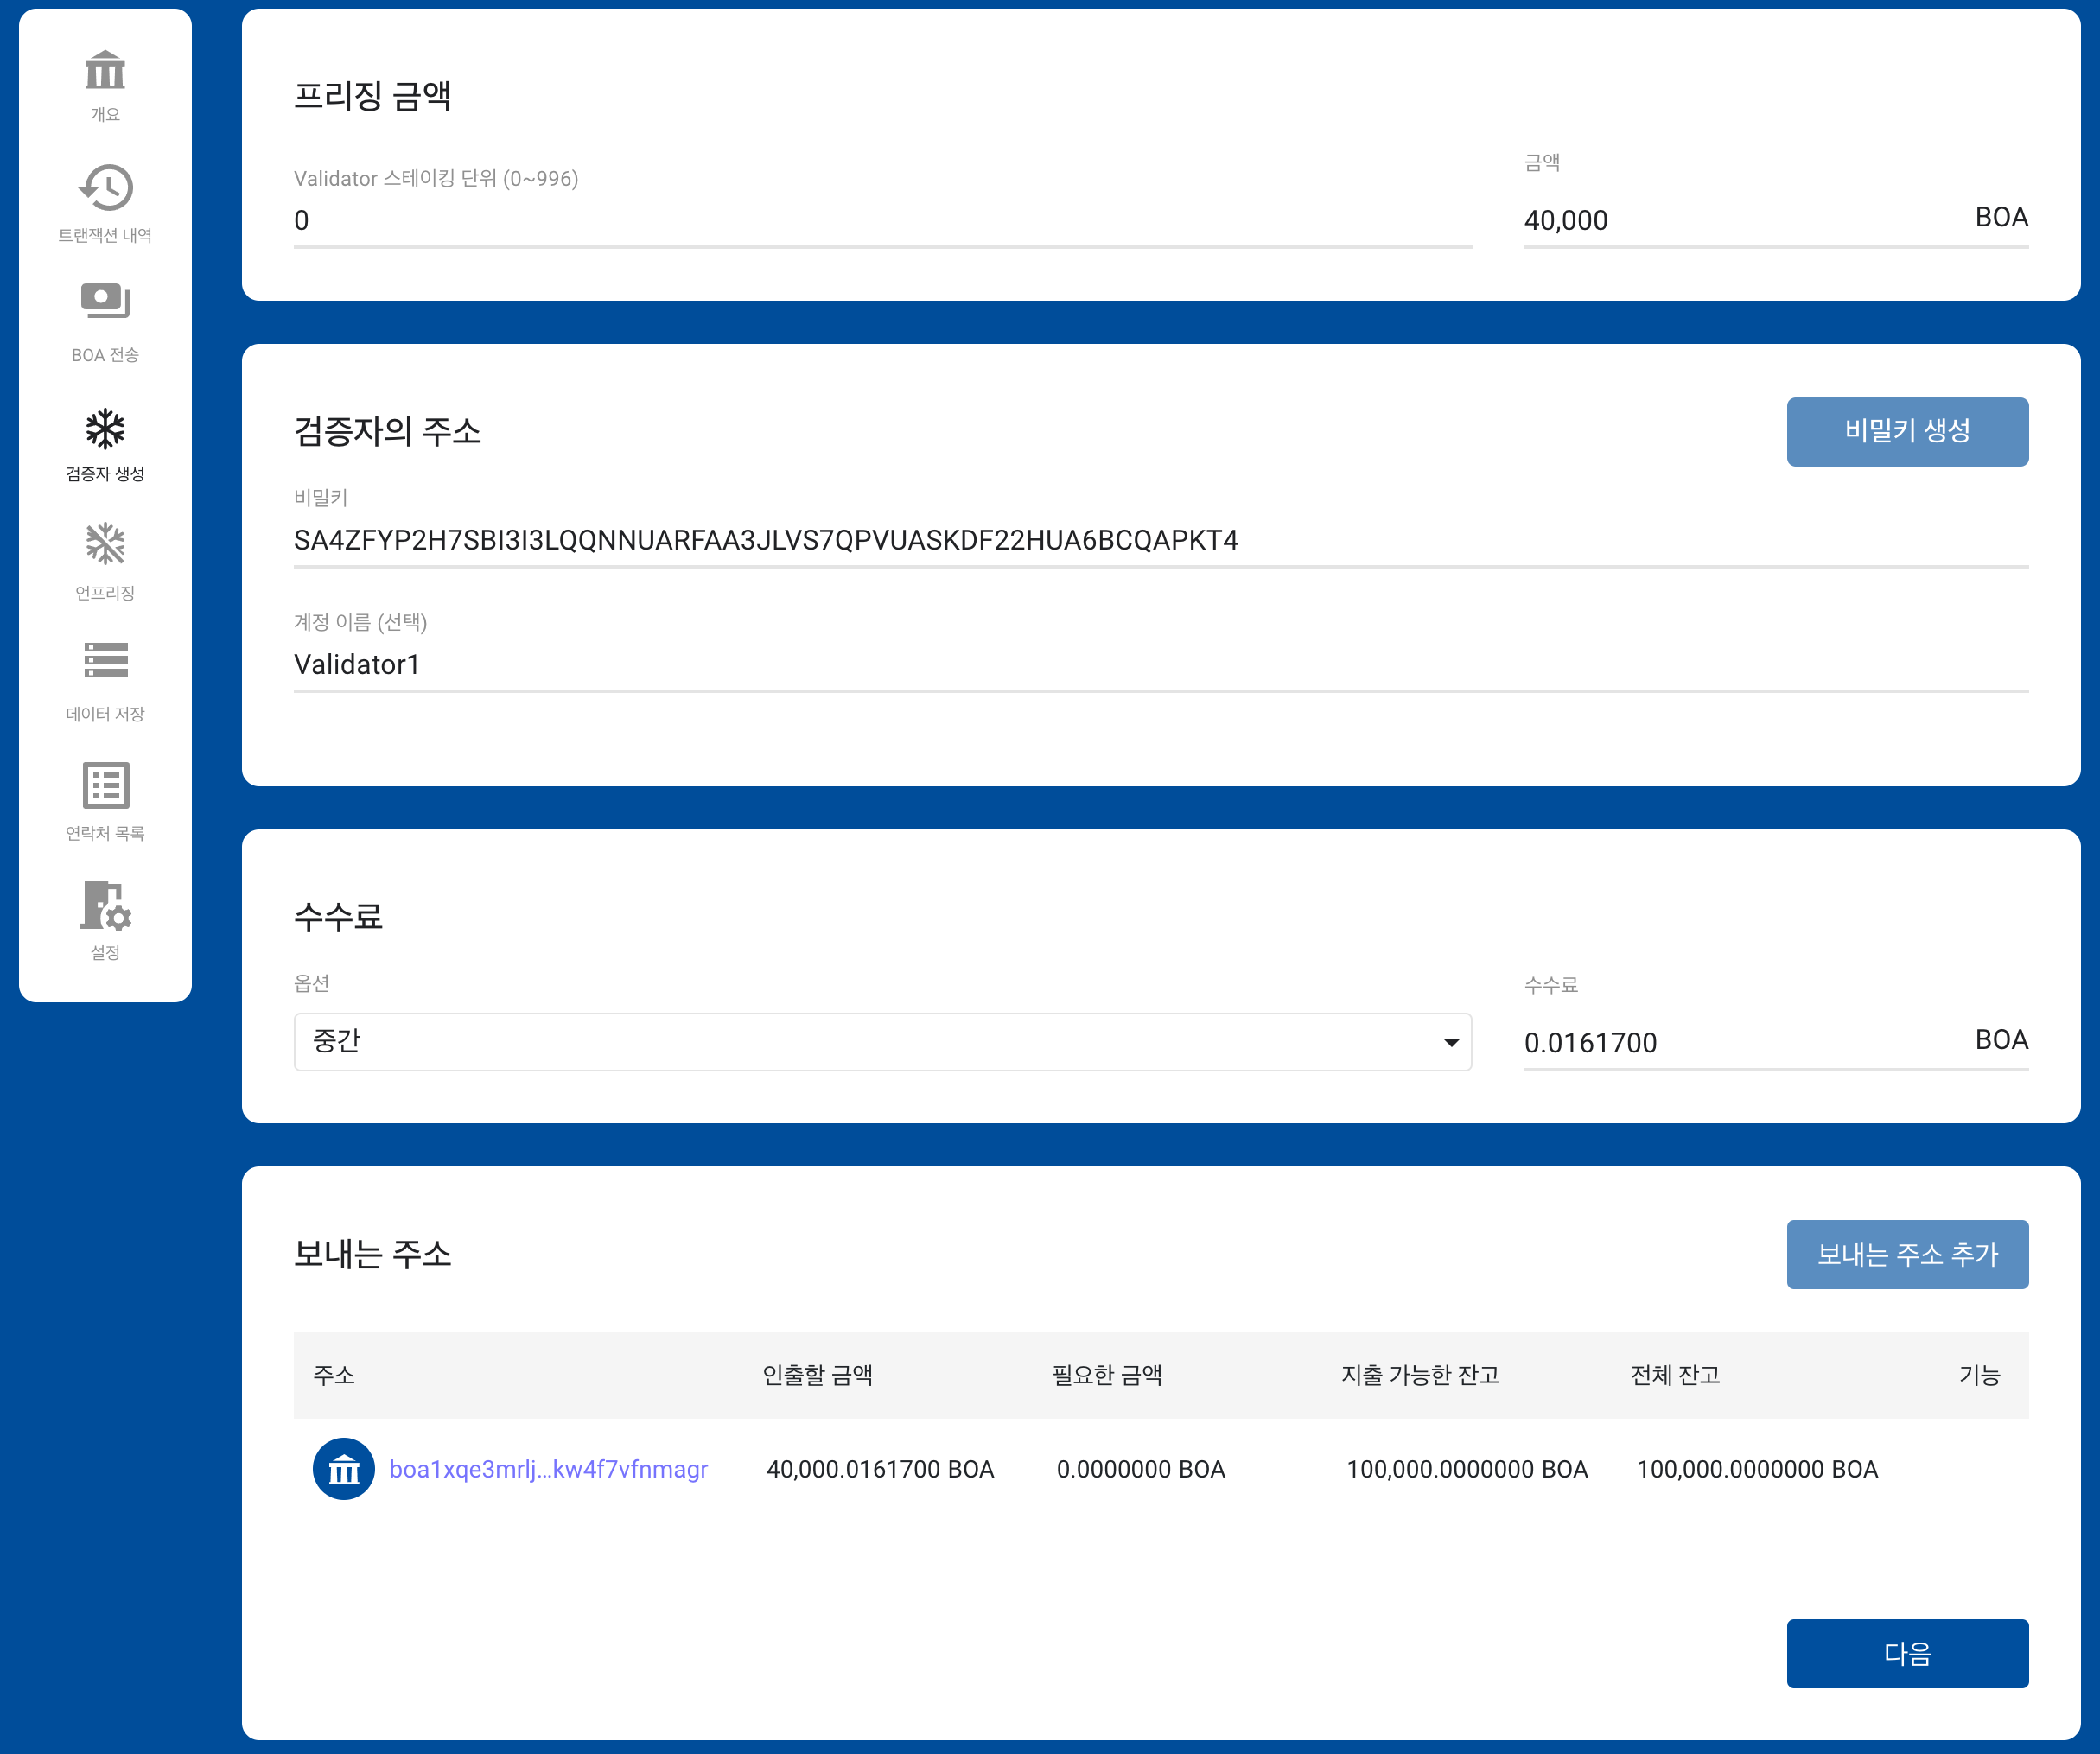 개요
트랜잭션 내역
BOA 전송
검증자 생성
언프리징
데이터 저장
연락처 목록
설정
프리징 금액
Validator 스테이킹 단위 (0~996)
0
금액
40,000 BOA
검증자의 주소
비밀키 생성
비밀키
SA4ZFYP2H7SBI3I3LQQNNUARFAA3JLVS7QPVUASKDF22HUA6BCQAPKT4
계정 이름 (선택)
Validator1
수수료
옵션
중간
수수료
0.0161700 BOA
보내는 주소
보내는 주소 추가
주소 인출할 금액 필요한 금액 지출 가능한 잔고 전체 잔고 기능
boa1xqe3mrlj...kw4f7vfnmagr 40,000.0161700 BOA 0.0000000 BOA 100,000.0000000 BOA 100,000.0000000 BOA
다음